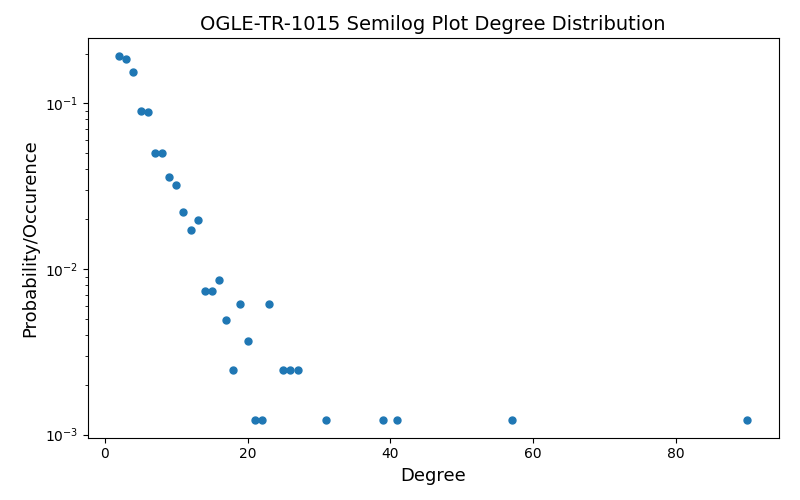 OGLE-TR-1015 Semilog Plot Degree Distribution
Probability/Occurence
10⁻¹
10⁻²
10⁻³
0 20 40 60 80
Degree